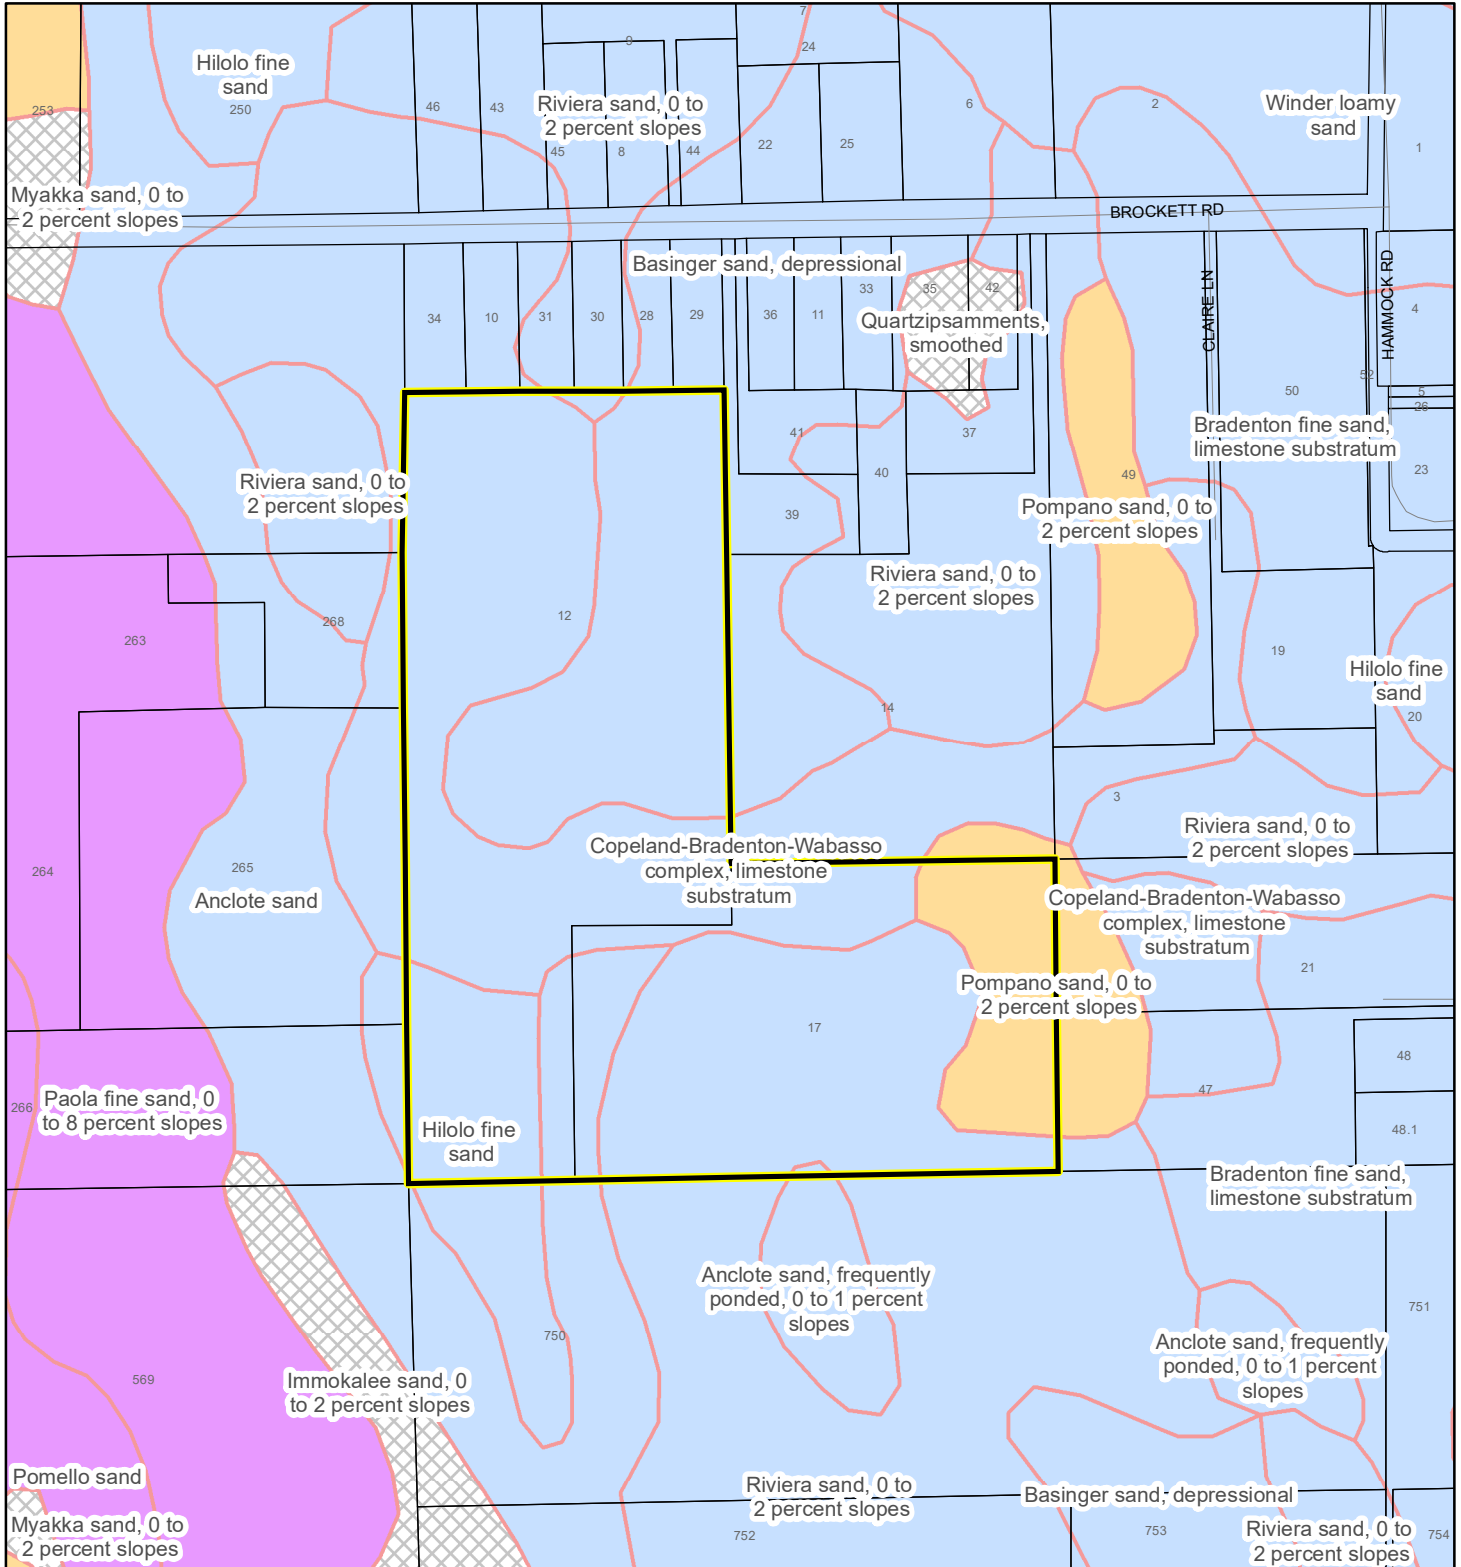 7
9
24
Hilolo fine
sand
253
250
46
43
Riviera sand, 0 to
2 percent slopes
6
2
Winder loamy
sand
45
8
44
22
25
1
Myakka sand, 0 to
2 percent slopes
BROCKETT RD
Basinger sand, depressional
34
10
31
30
28
29
36
11
33
35
42
Quartzipsamments,
smoothed
CLAIRE LN
HAMMOCK RD
4
52
50
5
26
41
37
Bradenton fine sand,
limestone substratum
23
40
49
Riviera sand, 0 to
2 percent slopes
39
Pompano sand, 0 to
2 percent slopes
Riviera sand, 0 to
2 percent slopes
12
268
263
19
Hilolo fine
sand
14
20
3
Riviera sand, 0 to
2 percent slopes
Copeland-Bradenton-Wabasso
complex, limestone
substratum
264
265
Anclote sand
Copeland-Bradenton-Wabasso
complex, limestone
substratum
21
Pompano sand, 0 to
2 percent slopes
17
48
47
266
Paola fine sand, 0
to 8 percent slopes
Hilolo fine
sand
48.1
Bradenton fine sand,
limestone substratum
Anclote sand, frequently
ponded, 0 to 1 percent
slopes
750
751
Anclote sand, frequently
ponded, 0 to 1 percent
slopes
569
Immokalee sand, 0
to 2 percent slopes
Pomello sand
Riviera sand, 0 to
2 percent slopes
Basinger sand, depressional
Myakka sand, 0 to
2 percent slopes
752
753
Riviera sand, 0 to
2 percent slopes
754